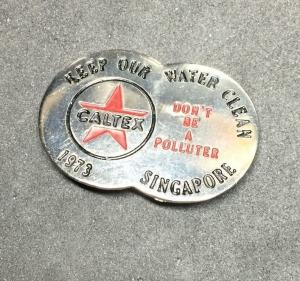 KEEP OUR WATER CLEAN
CALTEX
DON'T
BE
A
POLLUTER
1973 SINGAPORE